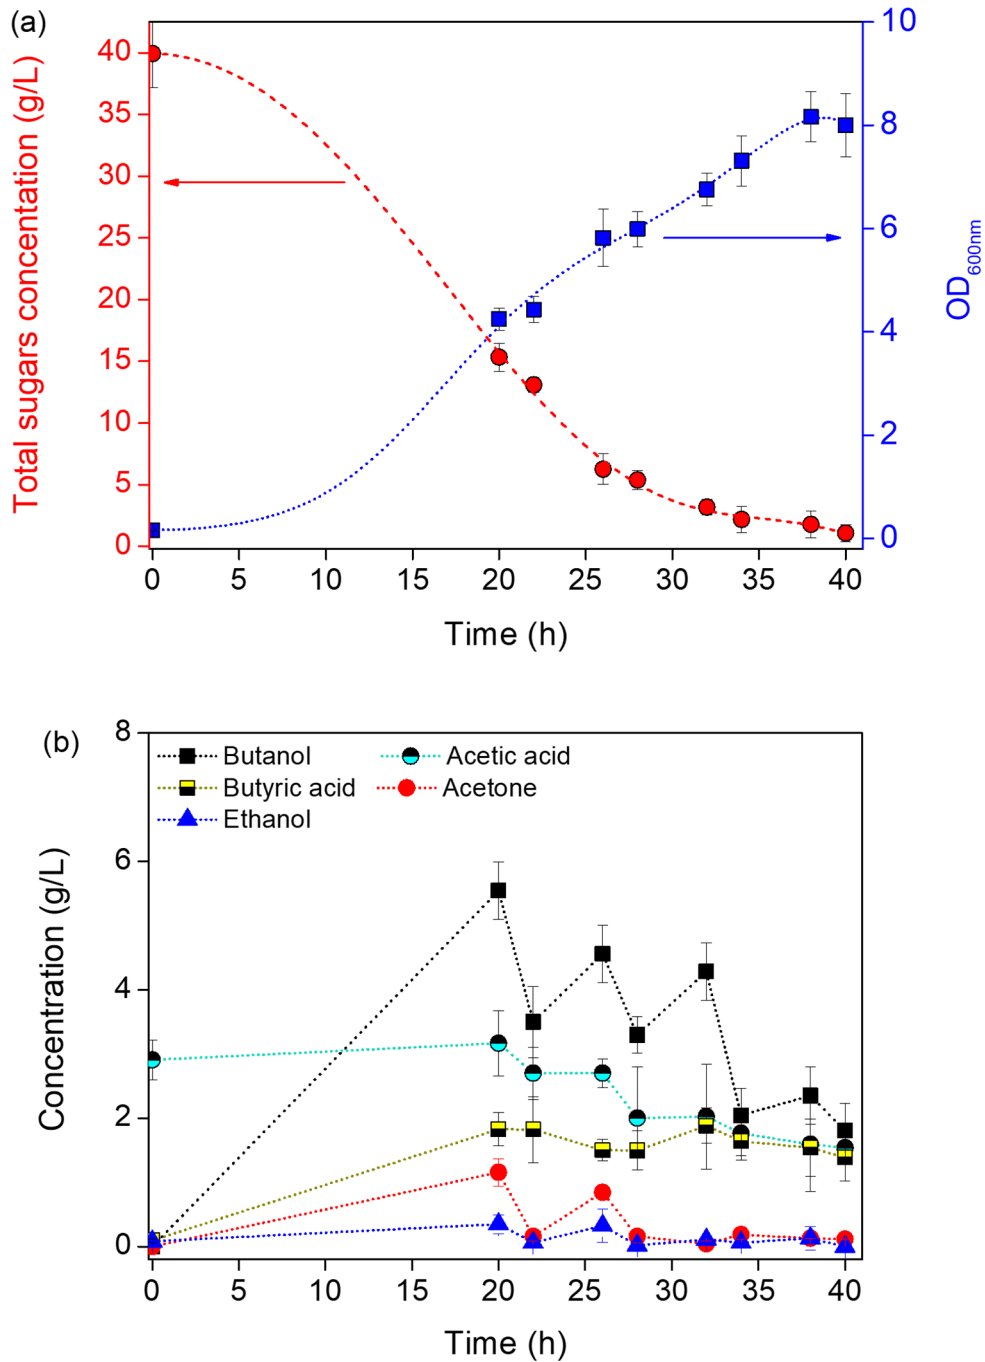 (a)
Total sugars concentation (g/L)
40
35
30
25
20
15
10
5
0
10
8
6
4
2
0
OD600nm
0 5 10 15 20 25 30 35 40
Time (h)
(b)
Concentration (g/L)
8
6
4
2
0
Butanol Acetic acid
Butyric acid Acetone
Ethanol
0 5 10 15 20 25 30 35 40
Time (h)